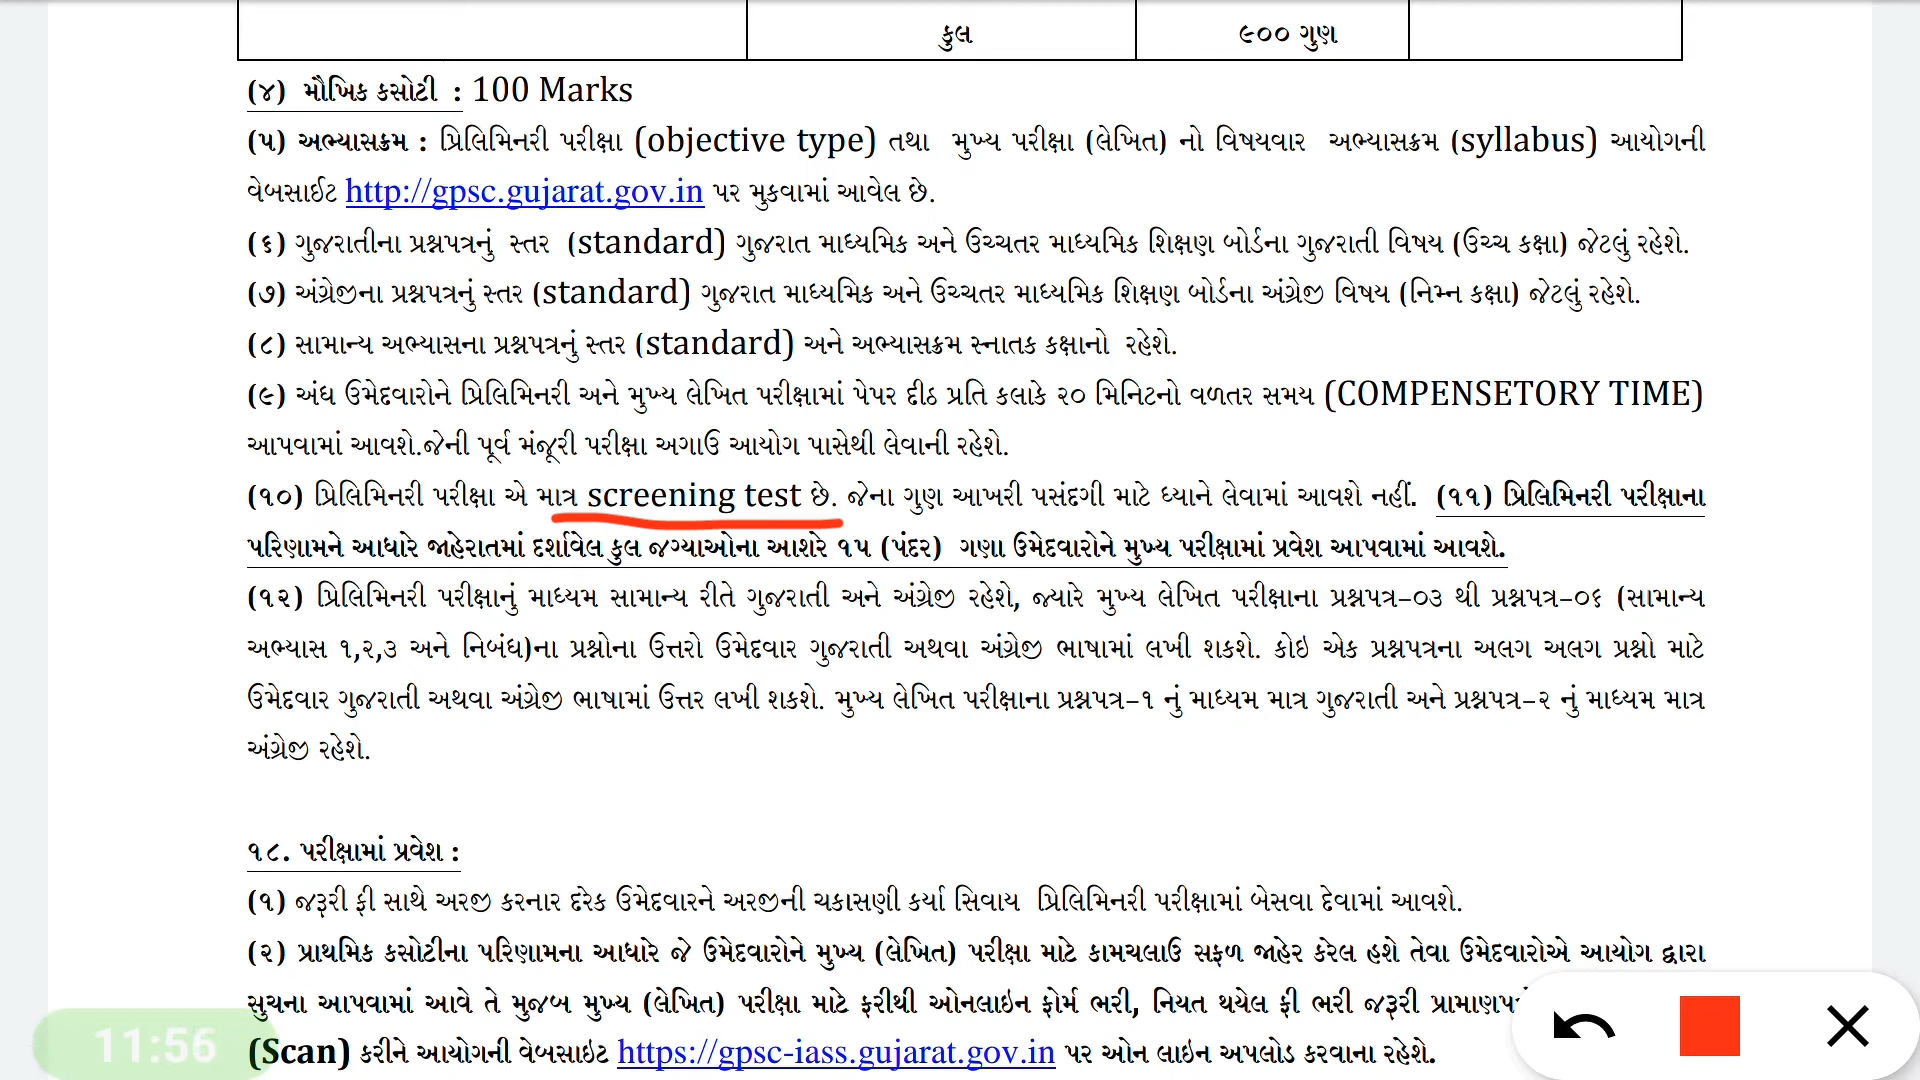 કુલ ૯૦૦ ગુણ
(૪) મૌખિક કસોટી : 100 Marks
(૫) અભ્યાસક્રમ : પ્રિલિમિનરી પરીક્ષા (objective type) તથા મુખ્ય પરીક્ષા (લેખિત) નો વિષયવાર અભ્યાસક્રમ (syllabus) આયોગની
વેબસાઈટ http://gpsc.gujarat.gov.in પર મુકવામાં આવેલ છે.
(૬) ગુજરાતીના પ્રશ્નપત્રનું સ્તર (standard) ગુજરાત માધ્યમિક અને ઉચ્ચતર માધ્યમિક શિક્ષણ બોર્ડના ગુજરાતી વિષય (ઉચ્ચ કક્ષા) જેટલું રહેશે.
(૭) અંગ્રેજીના પ્રશ્નપત્રનું સ્તર (standard) ગુજરાત માધ્યમિક અને ઉચ્ચતર માધ્યમિક શિક્ષણ બોર્ડના અંગ્રેજી વિષય (નિમ્ન કક્ષા) જેટલું રહેશે.
(૮) સામાન્ય અભ્યાસના પ્રશ્નપત્રનું સ્તર (standard) અને અભ્યાસક્રમ સ્નાતક કક્ષાનો રહેશે.
(૯) અંધ ઉમેદવારોને પ્રિલિમિનરી અને મુખ્ય લેખિત પરીક્ષામાં પેપર દીઠ પ્રતિ કલાકે ૨૦ મિનિટનો વળતર સમય (COMPENSETORY TIME)
આપવામાં આવશે.જેની પૂર્વ મંજૂરી પરીક્ષા અગાઉ આયોગ પાસેથી લેવાની રહેશે.
(૧૦) પ્રિલિમિનરી પરીક્ષા એ માત્ર screening test છે. જેના ગુણ આખરી પસંદગી માટે ધ્યાને લેવામાં આવશે નહીં. (૧૧) પ્રિલિમિનરી પરીક્ષાના
પરિણામને આધારે જાહેરાતમાં દર્શાવેલ કુલ જગ્યાઓના આશરે ૧૫ (પંદર) ગણા ઉમેદવારોને મુખ્ય પરીક્ષામાં પ્રવેશ આપવામાં આવશે.
(૧૨) પ્રિલિમિનરી પરીક્ષાનું માધ્યમ સામાન્ય રીતે ગુજરાતી અને અંગ્રેજી રહેશે, જ્યારે મુખ્ય લેખિત પરીક્ષાના પ્રશ્નપત્ર-૦૩ થી પ્રશ્નપત્ર-૦૬ (સામાન્ય
અભ્યાસ ૧,૨,૩ અને નિબંધ)ના પ્રશ્નોના ઉત્તરો ઉમેદવાર ગુજરાતી અથવા અંગ્રેજી ભાષામાં લખી શકશે. કોઇ એક પ્રશ્નપત્રના અલગ અલગ પ્રશ્નો માટે
ઉમેદવાર ગુજરાતી અથવા અંગ્રેજી ભાષામાં ઉત્તર લખી શકશે. મુખ્ય લેખિત પરીક્ષાના પ્રશ્નપત્ર-૧ નું માધ્યમ માત્ર ગુજરાતી અને પ્રશ્નપત્ર-૨ નું માધ્યમ માત્ર
અંગ્રેજી રહેશે.
૧૮. પરીક્ષામાં પ્રવેશ :
(૧) જરૂરી ફી સાથે અરજી કરનાર દરેક ઉમેદવારને અરજીની ચકાસણી કર્યા સિવાય પ્રિલિમિનરી પરીક્ષામાં બેસવા દેવામાં આવશે.
(૨) પ્રાથમિક કસોટીના પરિણામના આધારે જે ઉમેદવારોને મુખ્ય (લેખિત) પરીક્ષા માટે કામચલાઉ સફળ જાહેર કરેલ હશે તેવા ઉમેદવારોએ આયોગ દ્વારા
સુચના આપવામાં આવે તે મુજબ મુખ્ય (લેખિત) પરીક્ષા માટે ફરીથી ઓનલાઇન ફોર્મ ભરી, નિયત થયેલ ફી ભરી જરૂરી
(Scan) કરીને આયોગની વેબસાઇટ https://gpsc-iass.gujarat.gov.in પર ઓન લાઇન અપલોડ કરવાના રહેશે.
11:56